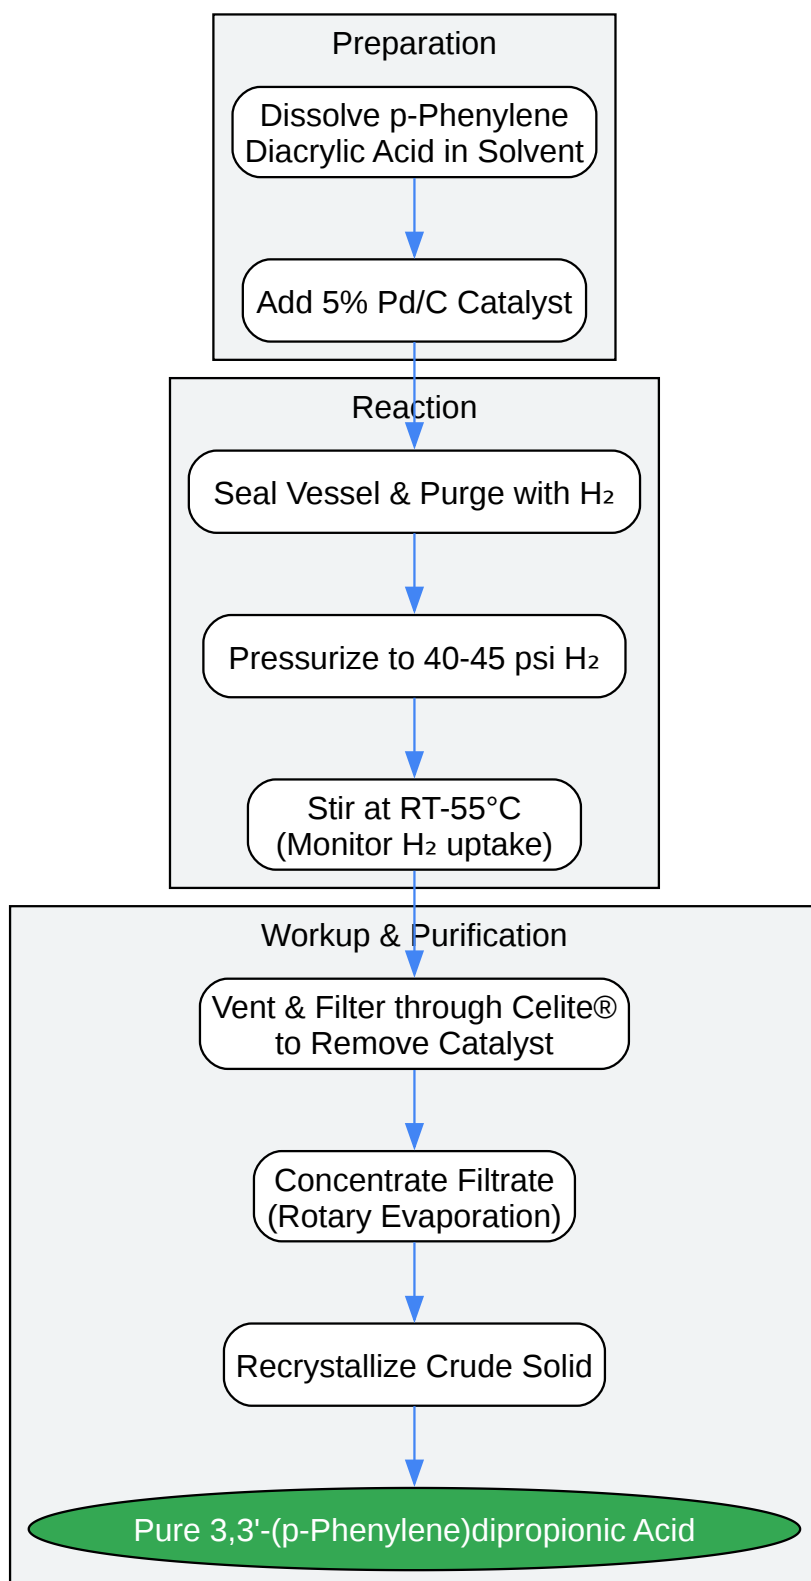 Preparation
Dissolve p-Phenylene
Diacrylic Acid in Solvent
Add 5% Pd/C Catalyst
Reaction
Seal Vessel & Purge with H₂
Pressurize to 40-45 psi H₂
Stir at RT-55°C
(Monitor H₂ uptake)
Workup & Purification
Vent & Filter through Celite®
to Remove Catalyst
Concentrate Filtrate
(Rotary Evaporation)
Recrystallize Crude Solid
Pure 3,3'-(p-Phenylene)dipropionic Acid